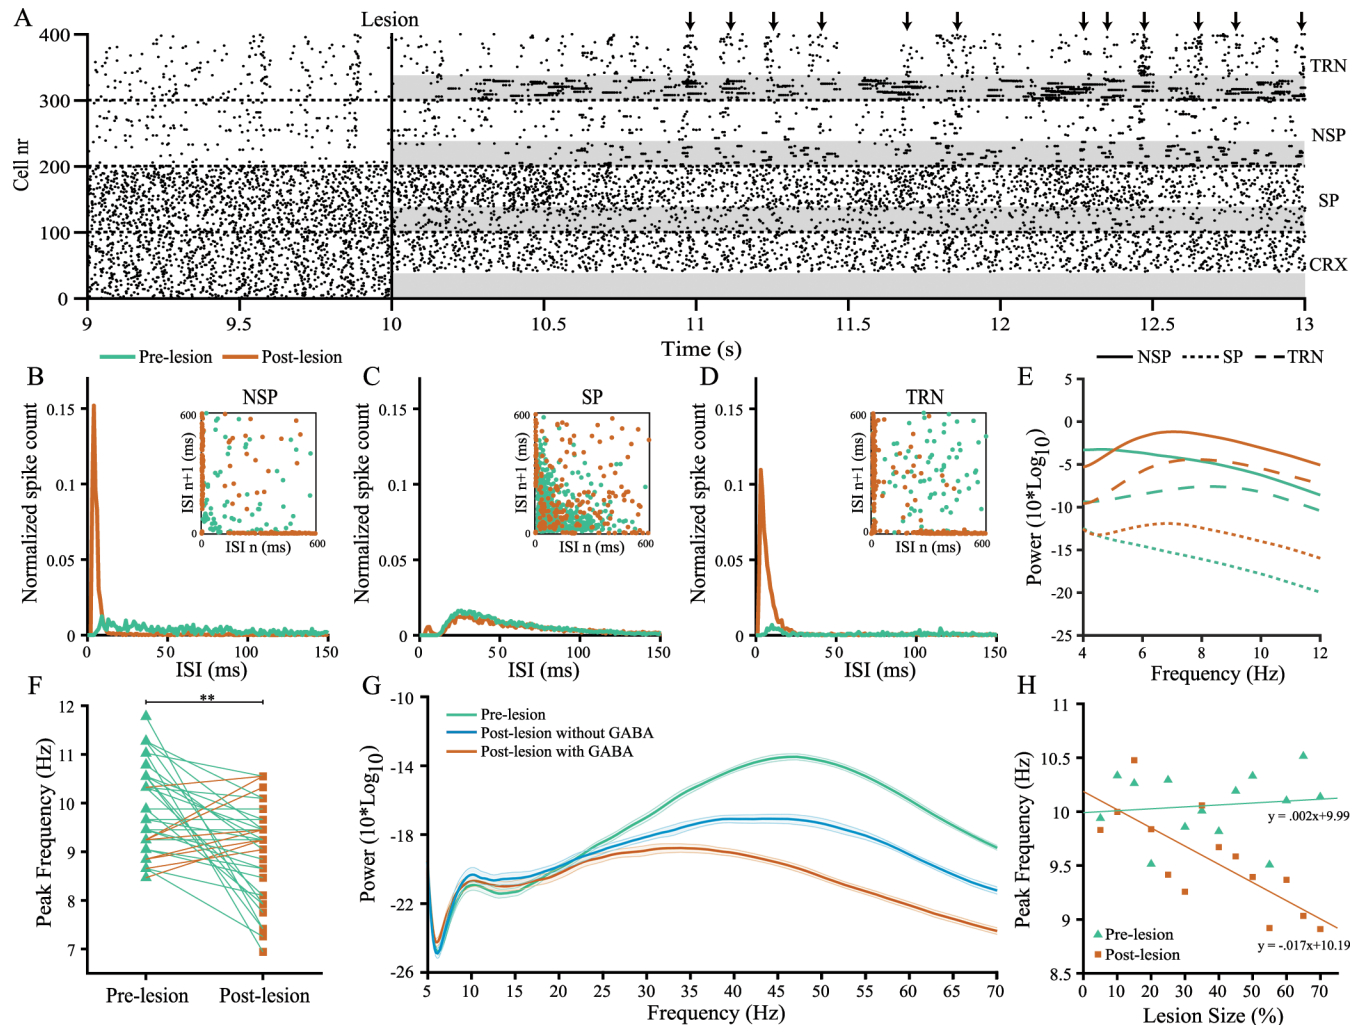 A
Lesion
400
300
200
100
0
Cell nr
TRN
NSP
SP
CRX
9
9.5
10
10.5
11
11.5
12
12.5
13
Time (s)
Pre-lesion
Post-lesion
B
NSP
0.15
0.1
0.05
0
Normalized spike count
600
ISI n+1 (ms)
0
0
ISI n (ms)
600
0
50
100
150
ISI (ms)
C
SP
0.15
0.1
0.05
0
Normalized spike count
600
ISI n+1 (ms)
0
0
ISI n (ms)
600
0
50
100
150
ISI (ms)
D
TRN
0.15
0.1
0.05
0
Normalized spike count
600
ISI n+1 (ms)
0
0
ISI n (ms)
600
0
50
100
150
ISI (ms)
NSP
SP
TRN
E
5
-0
-5
-10
-15
-20
-25
Power (10*Log10)
4
6
8
10
12
Frequency (Hz)
F
**
12
11
10
9
8
7
Peak Frequency (Hz)
Pre-lesion
Post-lesion
G
-10
-14
-18
-22
-26
Power (10*Log10)
Pre-lesion
Post-lesion without GABA
Post-lesion with GABA
5
10
15
20
25
30
35
40
45
50
55
60
65
70
Frequency (Hz)
H
11
10.5
10
9.5
9
8.5
Peak Frequency (Hz)
y = .002x+9.99
y = -.017x+10.19
Pre-lesion
Post-lesion
0
10
20
30
40
50
60
70
Lesion Size (%)